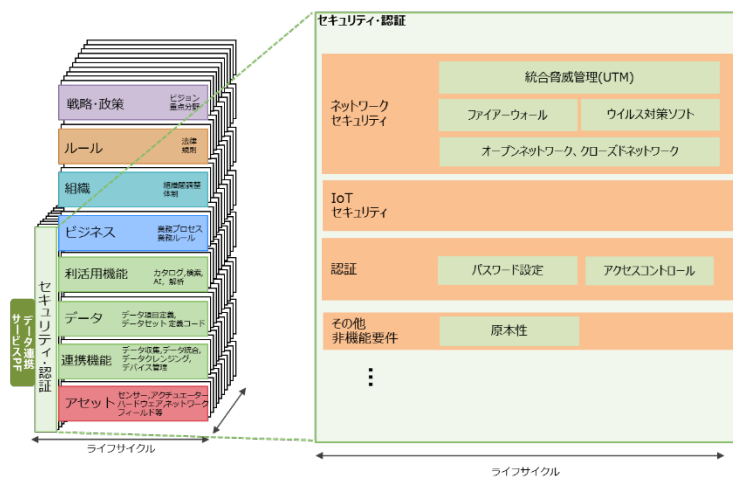 戦略・政策
ビジョン
重点分野
ルール
法律
規則
組織
組織間調整
体制
ビジネス
業務プロセス
業務ルール
利活用機能
カタログ,検索,
AI, 解析
データ
データ項目定義,
データセット 定義コード
連携機能
データ収集,データ統合,
データクレンジング,
デバイス管理
アセット
センサー,アクチュエーター
ハードウェア,ネットワーク
フィールド等
セキュリティ・認証
データ連携
サービスPF
ライフサイクル
セキュリティ・認証
ネットワーク
セキュリティ
統合脅威管理(UTM)
ファイアーウォール
ウイルス対策ソフト
オープンネットワーク、クローズドネットワーク
IoT
セキュリティ
認証
パスワード設定
アクセスコントロール
その他
非機能要件
原本性
⋮
ライフサイクル